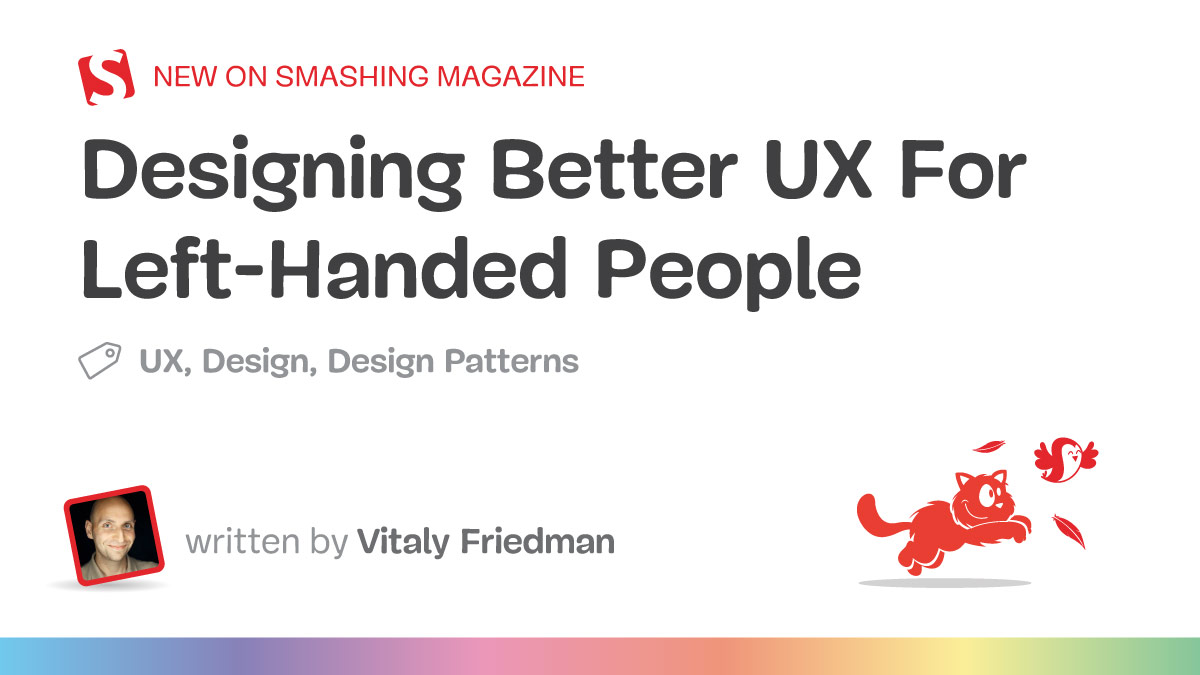 NEW ON SMASHING MAGAZINE
Designing Better UX For
Left-Handed People
UX, Design, Design Patterns
written by Vitaly Friedman